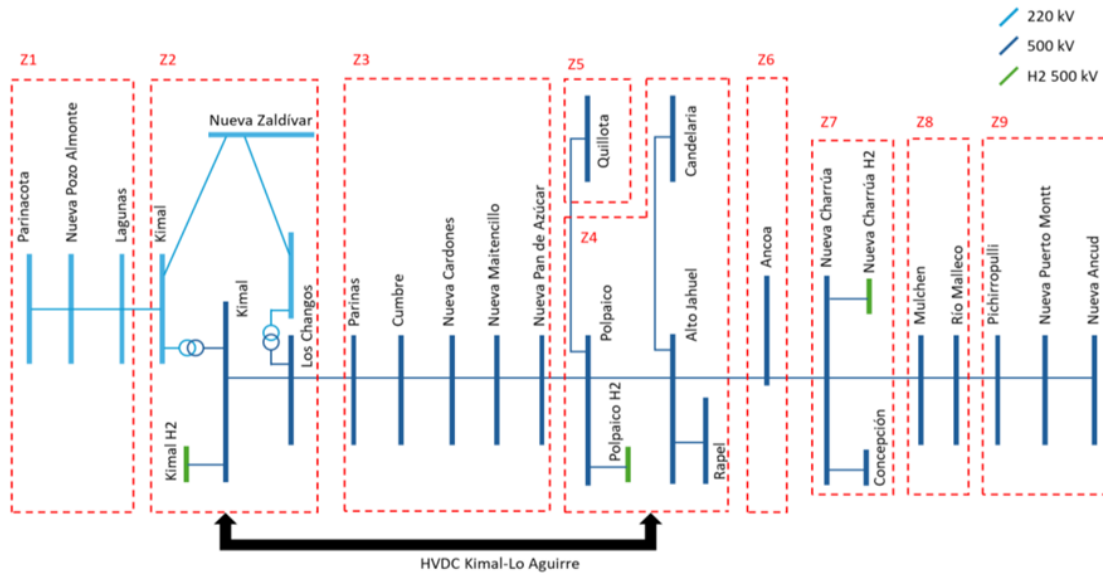 220 kV
500 kV
H2 500 kV
Z1
Z2
Z3
Z5
Z6
Z7
Z8
Z9
Z4
Parinacota
Nueva Pozo Almonte
Lagunas
Kimal
Nueva Zaldívar
Kimal
Los Changos
Kimal H2
Parinas
Cumbre
Nueva Cardones
Nueva Maitencillo
Nueva Pan de Azúcar
Quillota
Polpaico
Polpaico H2
Candelaria
Alto Jahuel
Rapel
Ancoa
Nueva Charrúa
Nueva Charrúa H2
Concepción
Mulchen
Río Malleco
Pichirropulli
Nueva Puerto Montt
Nueva Ancud
HVDC Kimal-Lo Aguirre